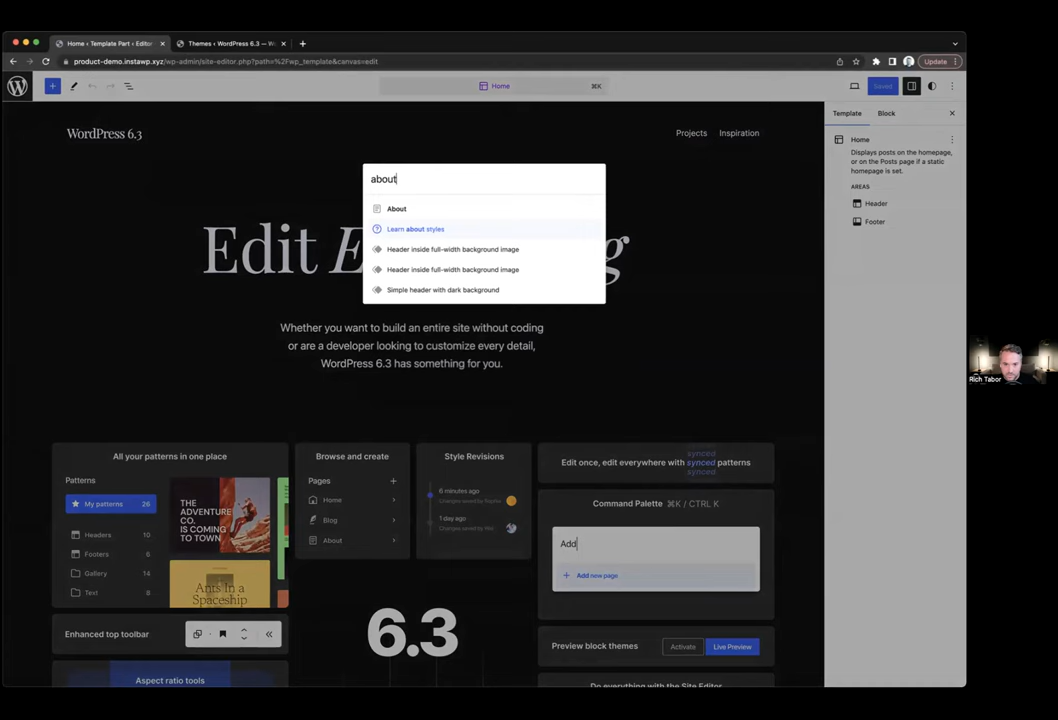 Home ‹ Template Part ‹ Editor
Themes ‹ WordPress 6.3 — Wo
product-demo.instawp.xyz/wp-admin/site-editor.php?path=%2Fwp_template&canvas=edit
Update
Home
⌘K
Saved
WordPress 6.3
Projects
Inspiration
Template
Block
Home
Displays posts on the homepage,
or on the Posts page if a static
homepage is set.
AREAS
Header
Footer
about
About
Learn about styles
Header inside full-width background image
Header inside full-width background image
Simple header with dark background
Edit E
g
Whether you want to build an entire site without coding
or are a developer looking to customize every detail,
WordPress 6.3 has something for you.
Rich Tabor
All your patterns in one place
Patterns
My patterns 26
Headers 10
Footers 6
Gallery 14
Text 8
THE
ADVENTURE
CO.
IS COMING
TO TOWN
Ants In a
Spaceship
Browse and create
Pages
Home
Blog
About
Style Revisions
6 minutes ago
1 day ago
synced
Edit once, edit everywhere with synced patterns
synced
Command Palette ⌘K / CTRL K
Add
Add new page
Enhanced top toolbar
6.3
Preview block themes
Activate
Live Preview
Aspect ratio tools
Do everything with the Site Editor